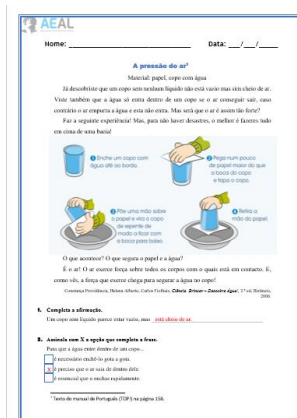 AEAL
Home: Data: ___/___/_____
A pressão do ar¹
Material: papel, copo com água
Já descobriste que um copo sem nenhum líquido não está vazio mas sim cheio de ar.
Viste também que a água só entra dentro de um copo se o ar conseguir sair, caso
contrário o ar empurra a água e esta não entra. Mas será que o ar é assim tão forte?
Faz a seguinte experiência! Mas, para não haver desastres, o melhor é fazeres tudo
em cima de uma bacia!
1 Enche um copo com
água até ao bordo.
2 Pega num pouco
de papel maior do que
a boca do copo
e tapa o copo.
3 Põe uma mão sobre
o papel e vira o copo
de repente de
modo a ficar com
a boca para baixo.
4 Retira a
mão do papel.
O que acontece? O que segura o papel e a água?
É o ar! O ar exerce força sobre todos os corpos com o quais está em contacto. E,
como vês, a força que exerce chega para segurar a água no copo!
Constança Providência, Helena Alberto, Carlos Fiolhais, Ciência a Brincar – Descobre a Água!, 2.ª ed, Bizâncio,
2006
1. Completa a afirmação.
Um copo sem líquido parece estar vazio, mas está cheio de ar.
2. Assinala com X a opção que completa a frase.
Para que a água entre dentro de um copo...
é necessário enchê-lo gota a gota.
X é preciso que o ar saia de dentro dele.
é essencial que o enchas rapidamente.
¹ Texto do manual de Português (TOP!) na página 158.